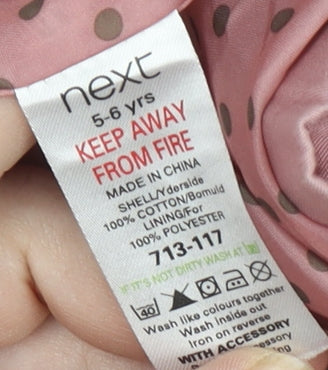 next
5-6 yrs
KEEP AWAY
FROM FIRE
MADE IN CHINA
SHELL/Yderside
100% COTTON/Bomuld
LINING/For
100% POLYESTER
713-117
IF IT'S NOT DIRTY WASH AT 30
40
Wash like colours together
Wash inside out
Iron on reverse
WITH ACCESSORY